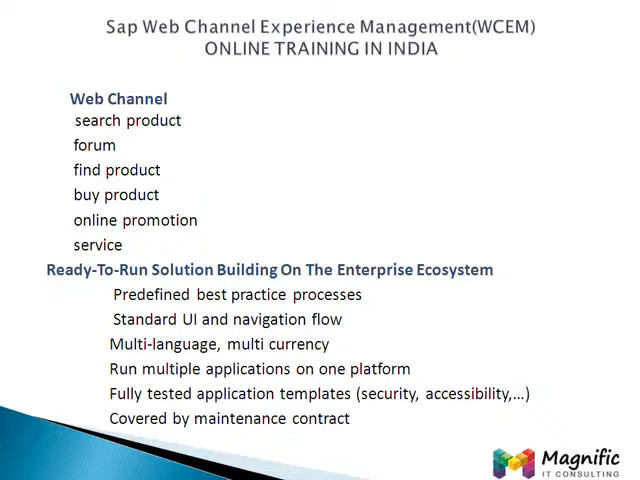 Sap Web Channel Experience Management(WCEM)
ONLINE TRAINING IN INDIA
Web Channel
search product
forum
find product
buy product
online promotion
service
Ready-To-Run Solution Building On The Enterprise Ecosystem
Predefined best practice processes
Standard UI and navigation flow
Multi-language, multi currency
Run multiple applications on one platform
Fully tested application templates (security, accessibility,...)
Covered by maintenance contract
Magnific
IT CONSULTING